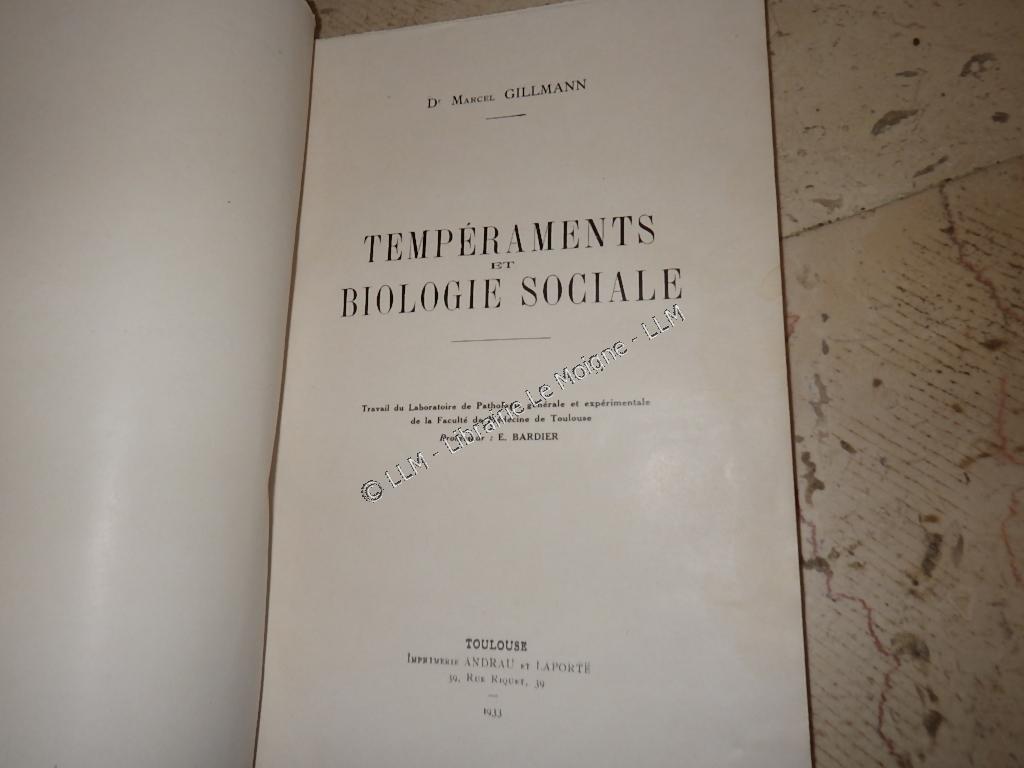 Dr Marcel GILLMANN
TEMPÉRAMENTS
ET
BIOLOGIE SOCIALE
Travail du Laboratoire de Pathologie générale et expérimentale
de la Faculté de Médecine de Toulouse
Professeur : E. BARDIER
© LLM - Librairie Le Moigne - LLM
TOULOUSE
Imprimerie ANDRAU et LAPORTE
39, Rue Riquet, 39
1933